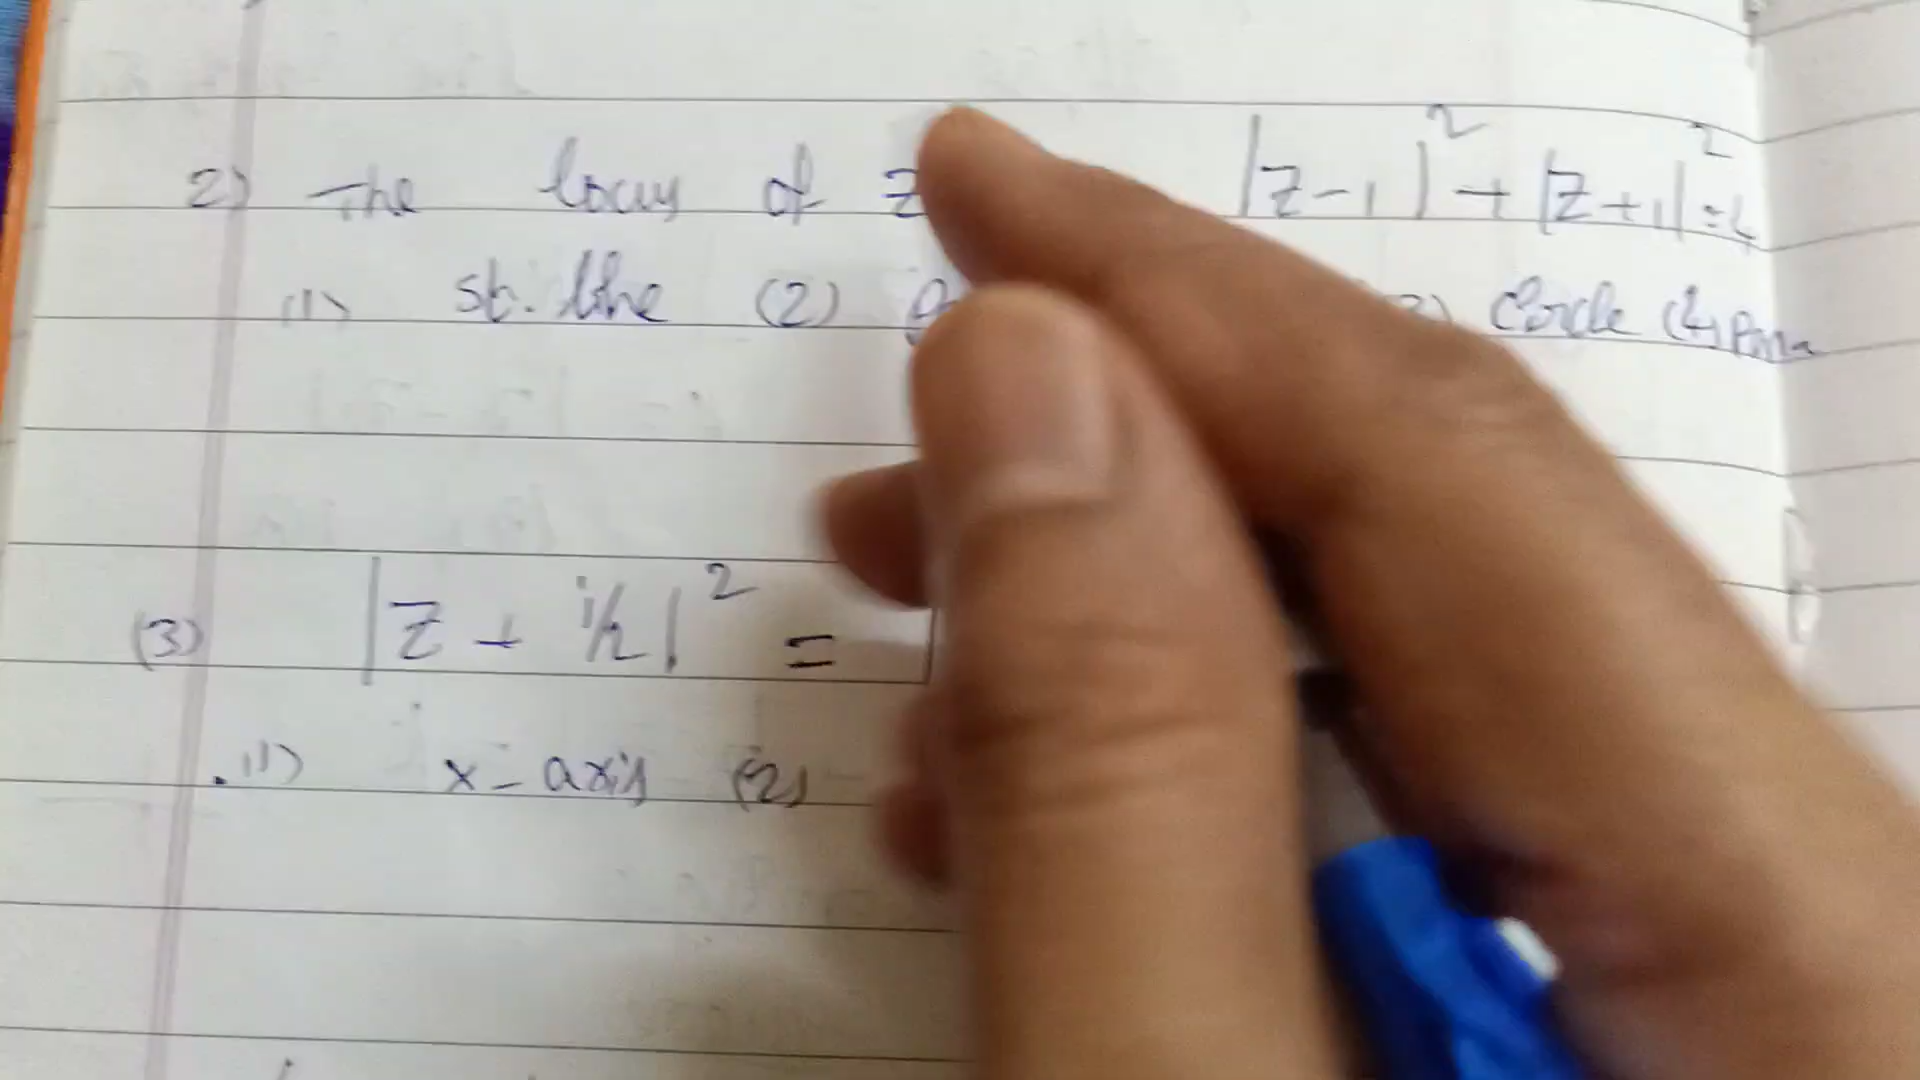 2) The locus of z |z-1|² + |z+1|² = 4
(1) st. line (2) circle (4)
(3) |z + i/2|² =
(1) x-axis (2)